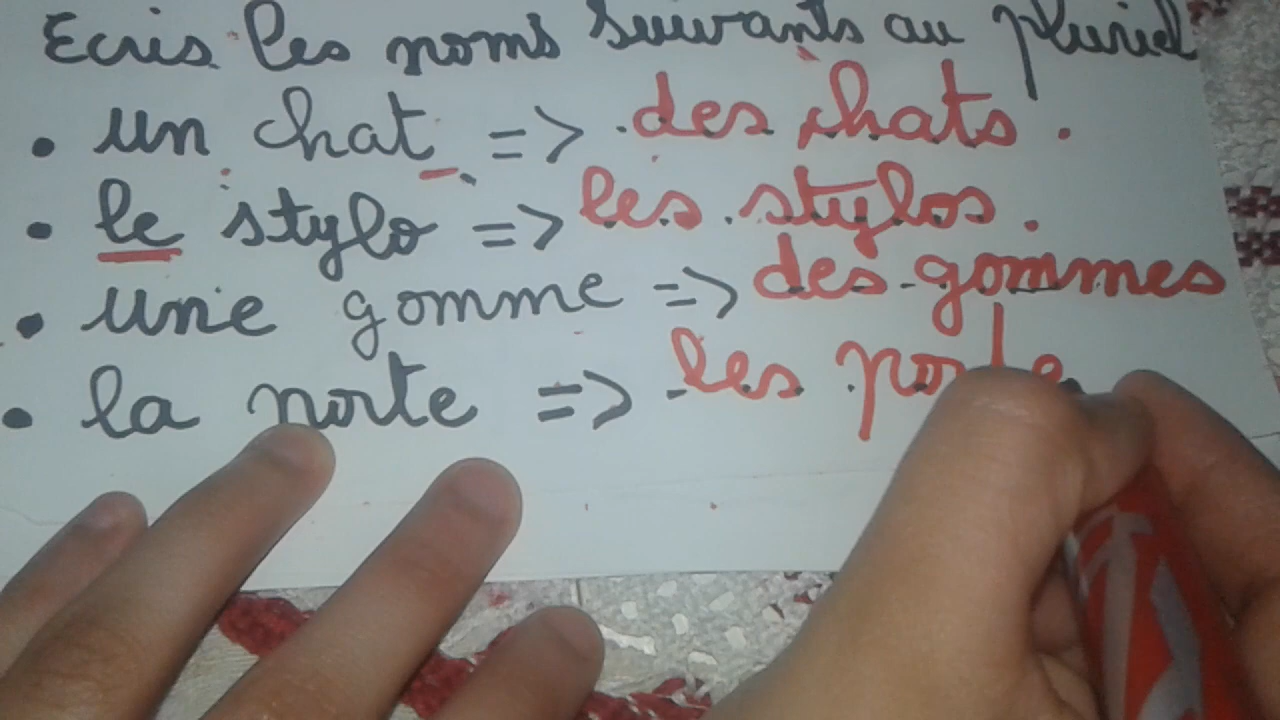 Ecris les noms suivants au pluriel
• un chat => des chats.
• le stylo => les stylos.
• une gomme => des gommes
• la porte => les porte